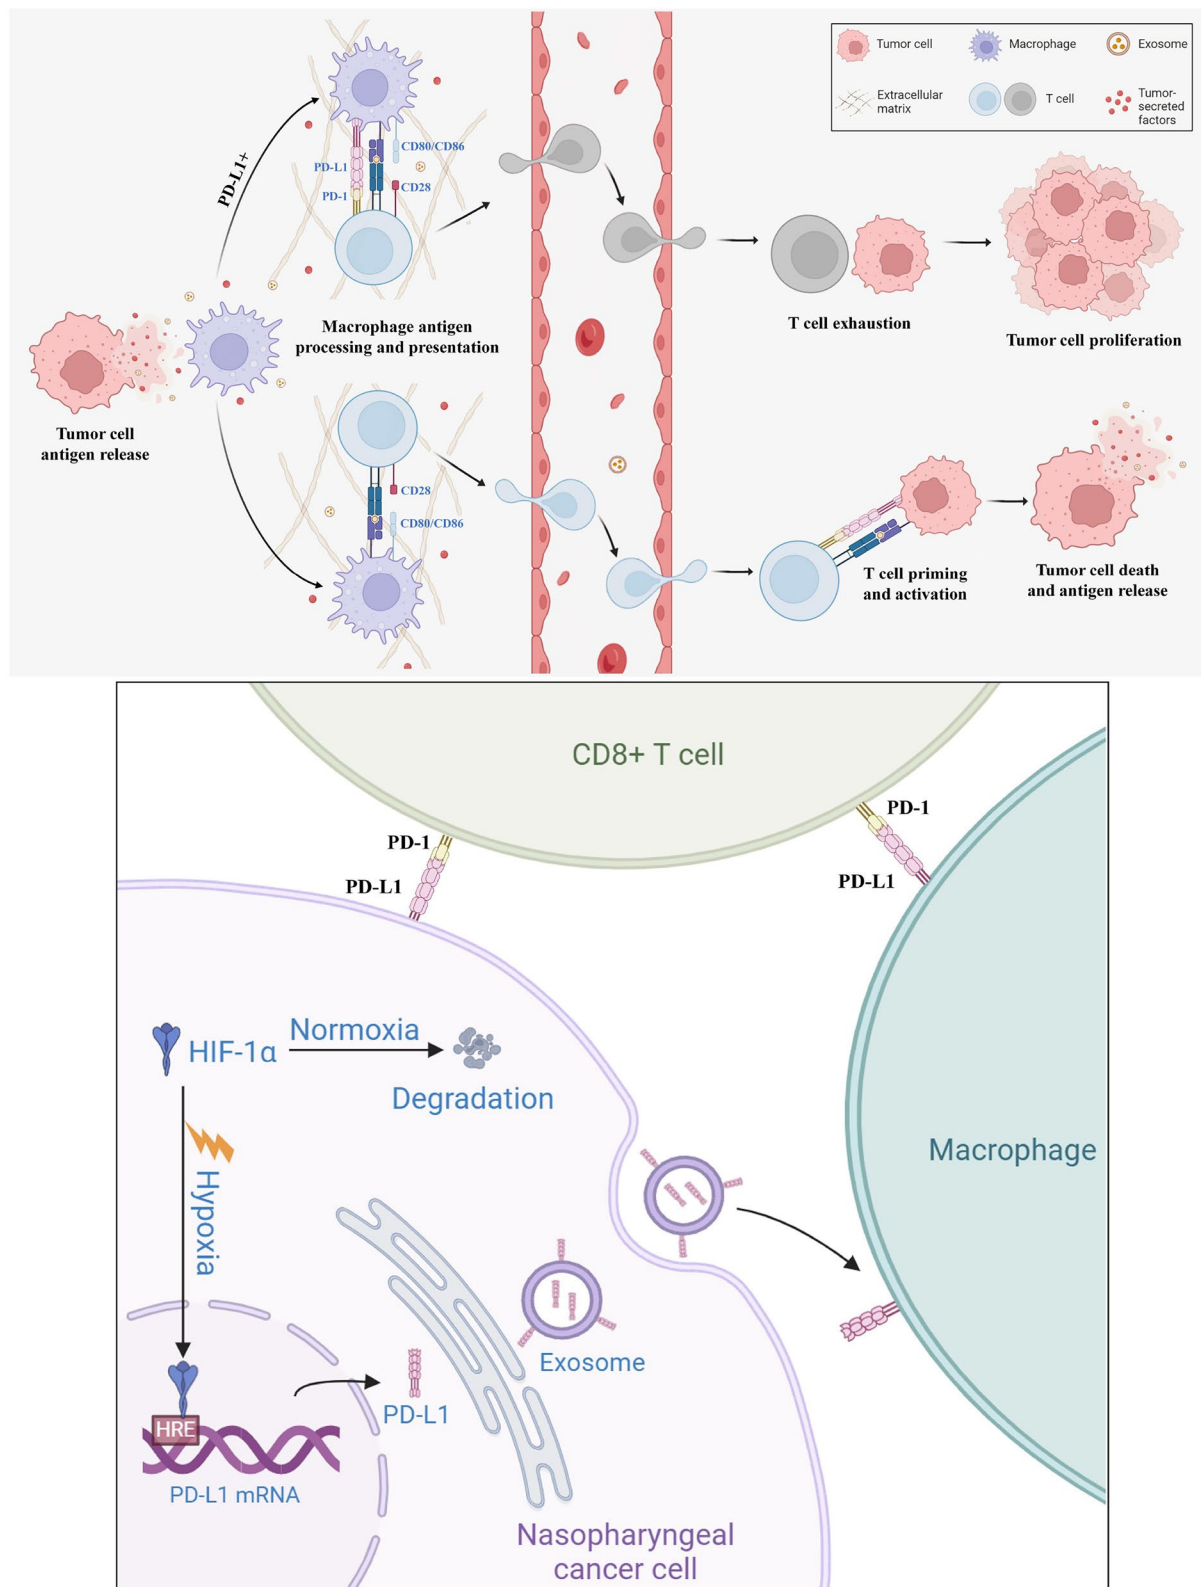 Tumor cell
Macrophage
Exosome
Extracellular
matrix
T cell
Tumor-
secreted
factors
PD-L1+
CD80/CD86
PD-L1
CD28
PD-1
Macrophage antigen
processing and presentation
T cell exhaustion
Tumor cell proliferation
Tumor cell
antigen release
CD28
CD80/CD86
T cell priming
and activation
Tumor cell death
and antigen release
CD8+ T cell
PD-1
PD-L1
PD-1
PD-L1
HIF-1α
Normoxia
Degradation
Hypoxia
Macrophage
Exosome
PD-L1
HRE
PD-L1 mRNA
Nasopharyngeal
cancer cell